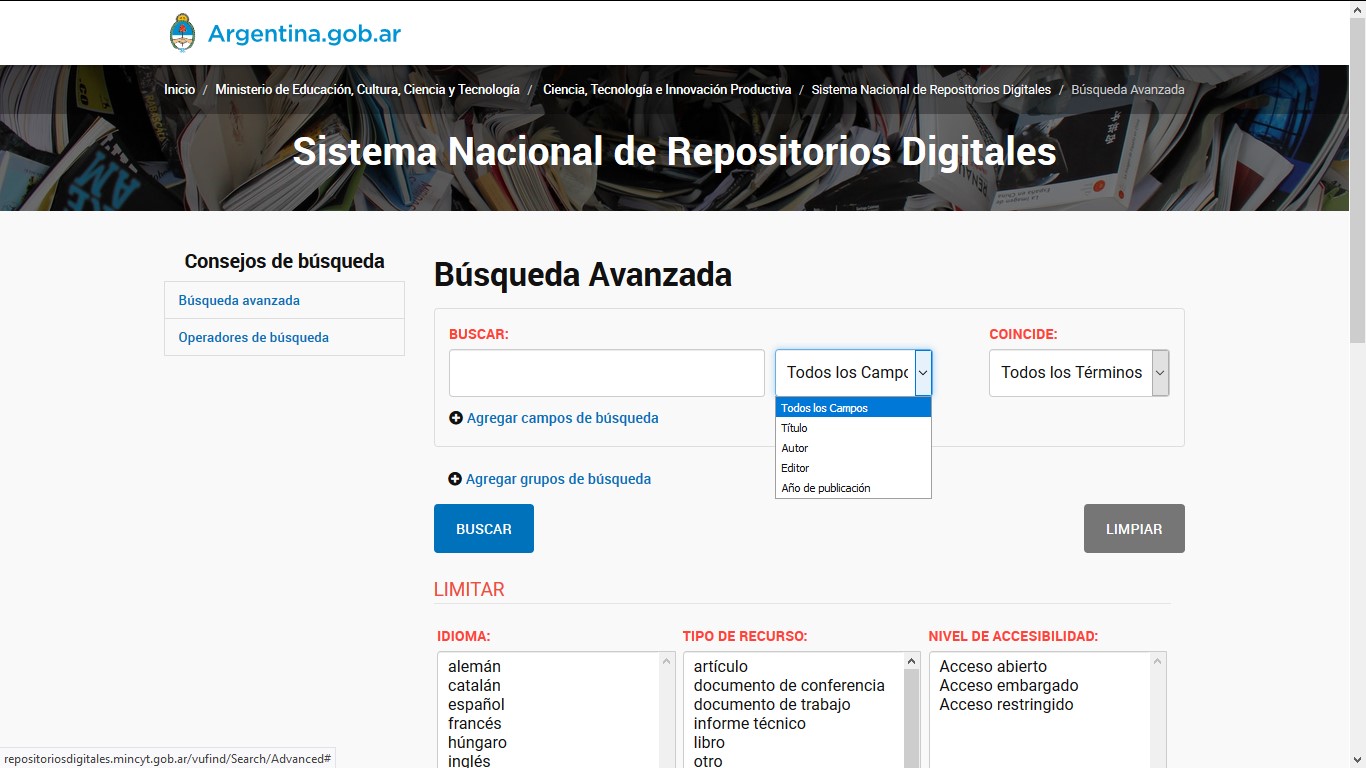 Argentina.gob.ar
Inicio / Ministerio de Educación, Cultura, Ciencia y Tecnología / Ciencia, Tecnología e Innovación Productiva / Sistema Nacional de Repositorios Digitales / Búsqueda Avanzada
Sistema Nacional de Repositorios Digitales
Consejos de búsqueda
Búsqueda avanzada
Operadores de búsqueda
Búsqueda Avanzada
BUSCAR:
COINCIDE:
Todos los Campo
Todos los Términos
Todos los Campos
Título
Autor
Editor
Año de publicación
Agregar campos de búsqueda
Agregar grupos de búsqueda
BUSCAR
LIMPIAR
LIMITAR
IDIOMA:
alemán
catalán
español
francés
húngaro
inglés
TIPO DE RECURSO:
artículo
documento de conferencia
documento de trabajo
informe técnico
libro
otro
NIVEL DE ACCESIBILIDAD:
Acceso abierto
Acceso embargado
Acceso restringido
repositoriosdigitales.mincyt.gob.ar/vufind/Search/Advanced#